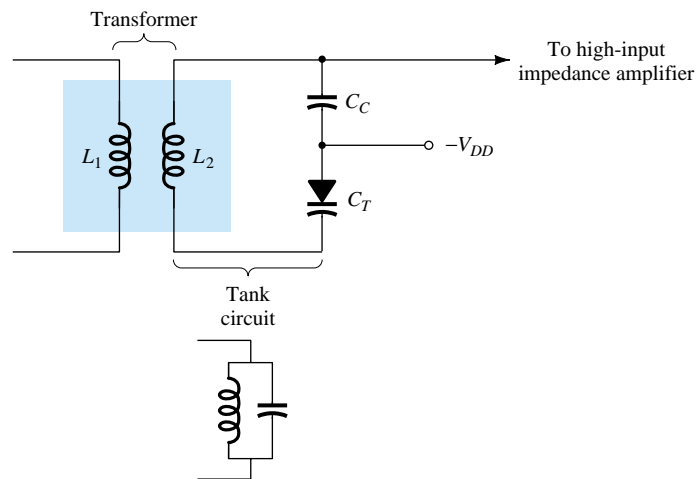 Transformer
To high-input
impedance amplifier
C_C
L_1
L_2
–V_DD
C_T
Tank
circuit